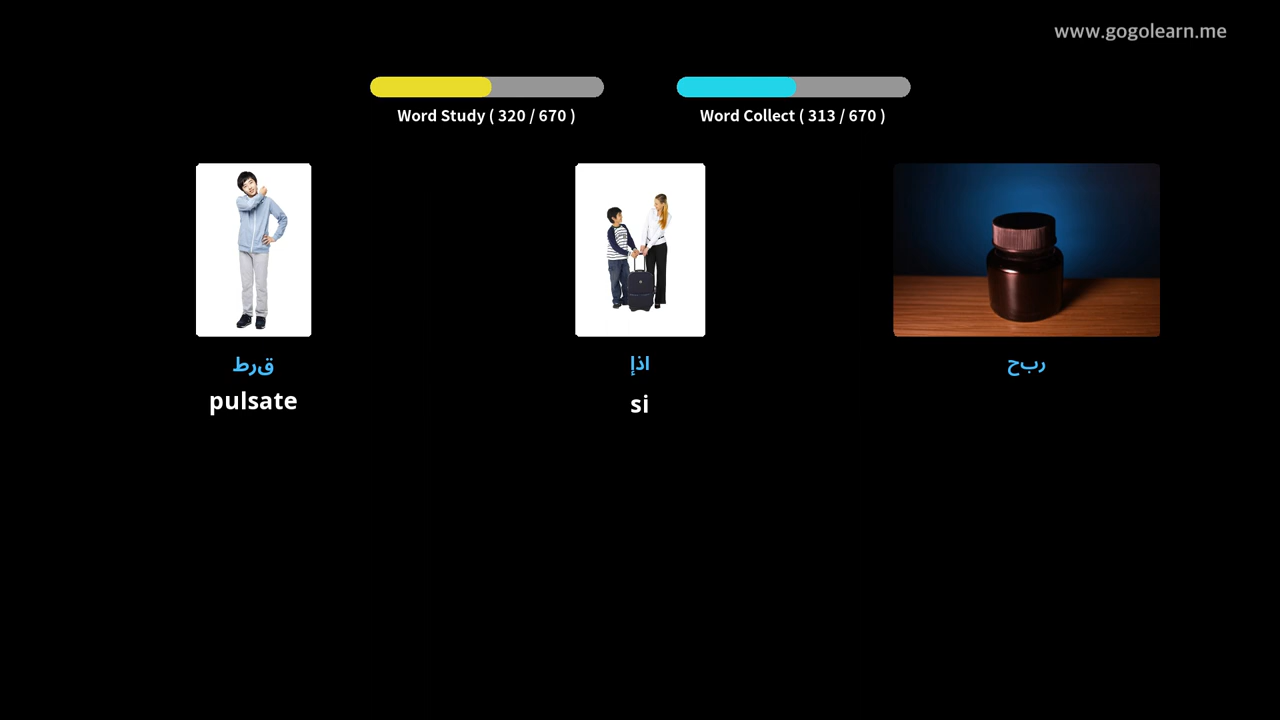 www.gogolearn.me
Word Study ( 320 / 670 )
Word Collect ( 313 / 670 )
قرط
اذإ
ربح
pulsate
si